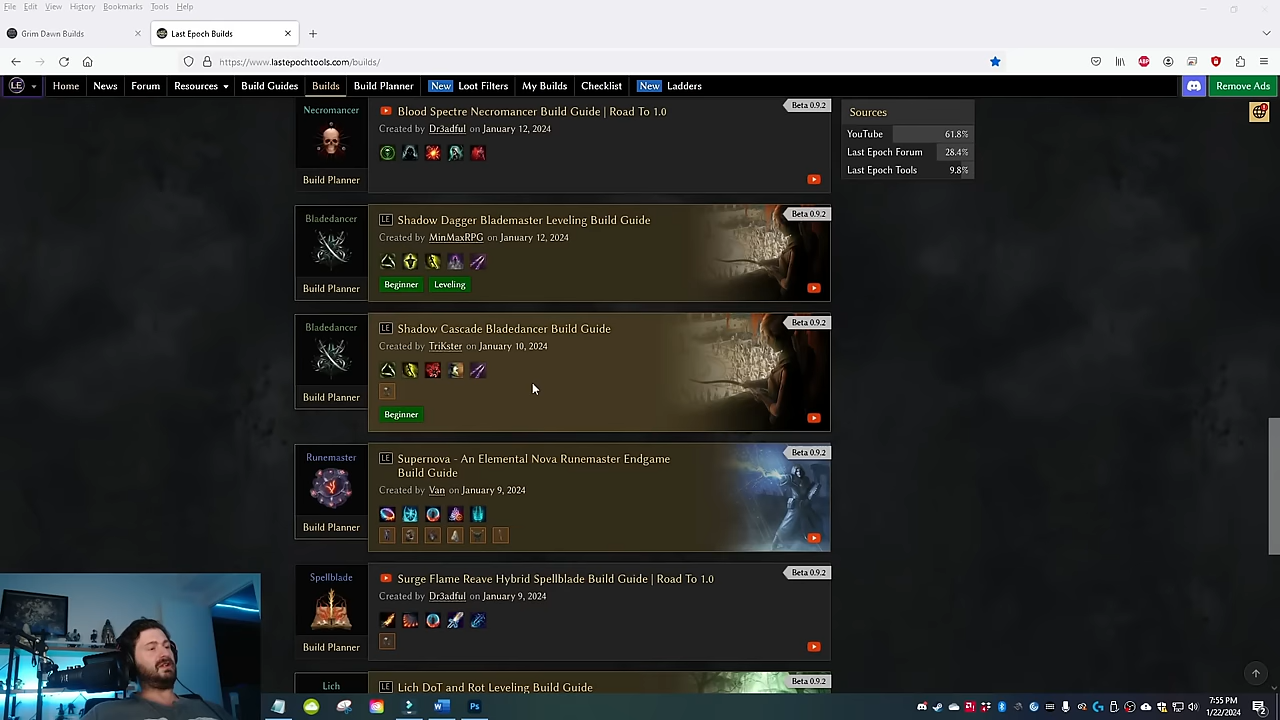 File Edit View History Bookmarks Tools Help
Grim Dawn Builds
Last Epoch Builds
https://www.lastepochtools.com/builds/
LE Home News Forum Resources Build Guides Builds Build Planner New Loot Filters My Builds Checklist New Ladders Remove Ads
Necromancer
Build Planner
Blood Spectre Necromancer Build Guide | Road To 1.0
Created by Dr3adful on January 12, 2024
Beta 0.9.2
Sources
YouTube 61.8%
Last Epoch Forum 28.4%
Last Epoch Tools 9.8%
Bladedancer
Build Planner
LE Shadow Dagger Blademaster Leveling Build Guide
Created by MinMaxRPG on January 12, 2024
Beginner Leveling
Beta 0.9.2
Bladedancer
Build Planner
LE Shadow Cascade Bladedancer Build Guide
Created by TriKster on January 10, 2024
Beginner
Beta 0.9.2
Runemaster
Build Planner
LE Supernova - An Elemental Nova Runemaster Endgame
Build Guide
Created by Van on January 9, 2024
Beta 0.9.2
Spellblade
Build Planner
Surge Flame Reave Hybrid Spellblade Build Guide | Road To 1.0
Created by Dr3adful on January 9, 2024
Beta 0.9.2
Lich
LE Lich DoT and Rot Leveling Build Guide
Beta 0.9.2
7:55 PM
1/22/2024